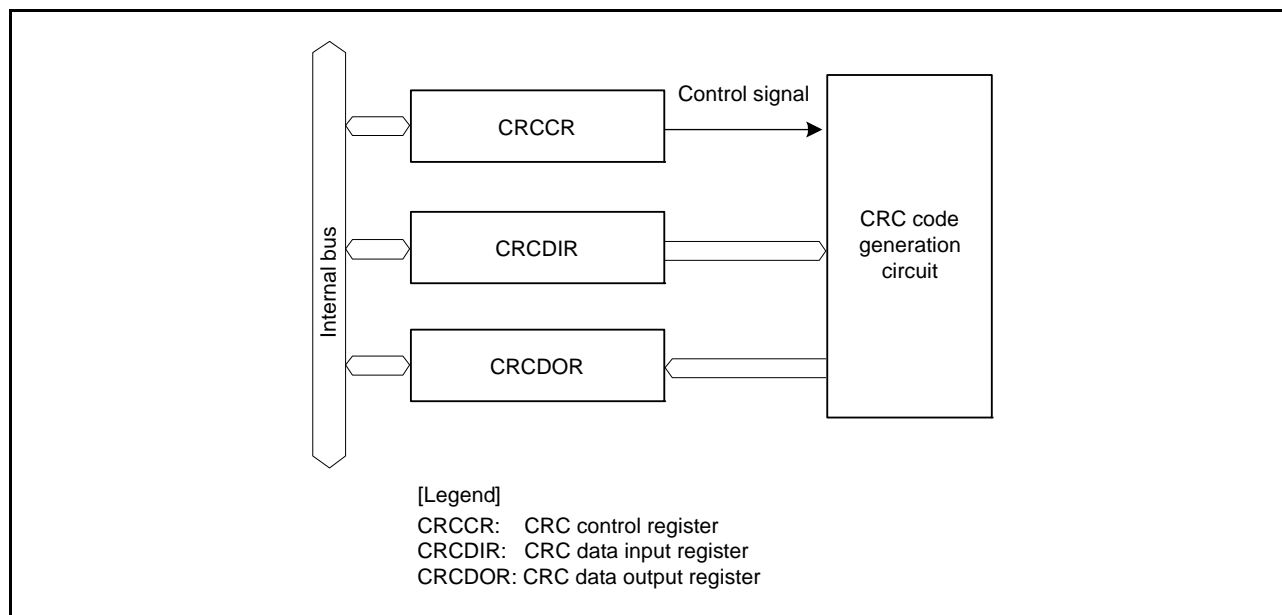 Control signal
CRCCR
Internal bus
CRCDIR
CRC code
generation
circuit
CRCDOR
[Legend]
CRCCR: CRC control register
CRCDIR: CRC data input register
CRCDOR: CRC data output register